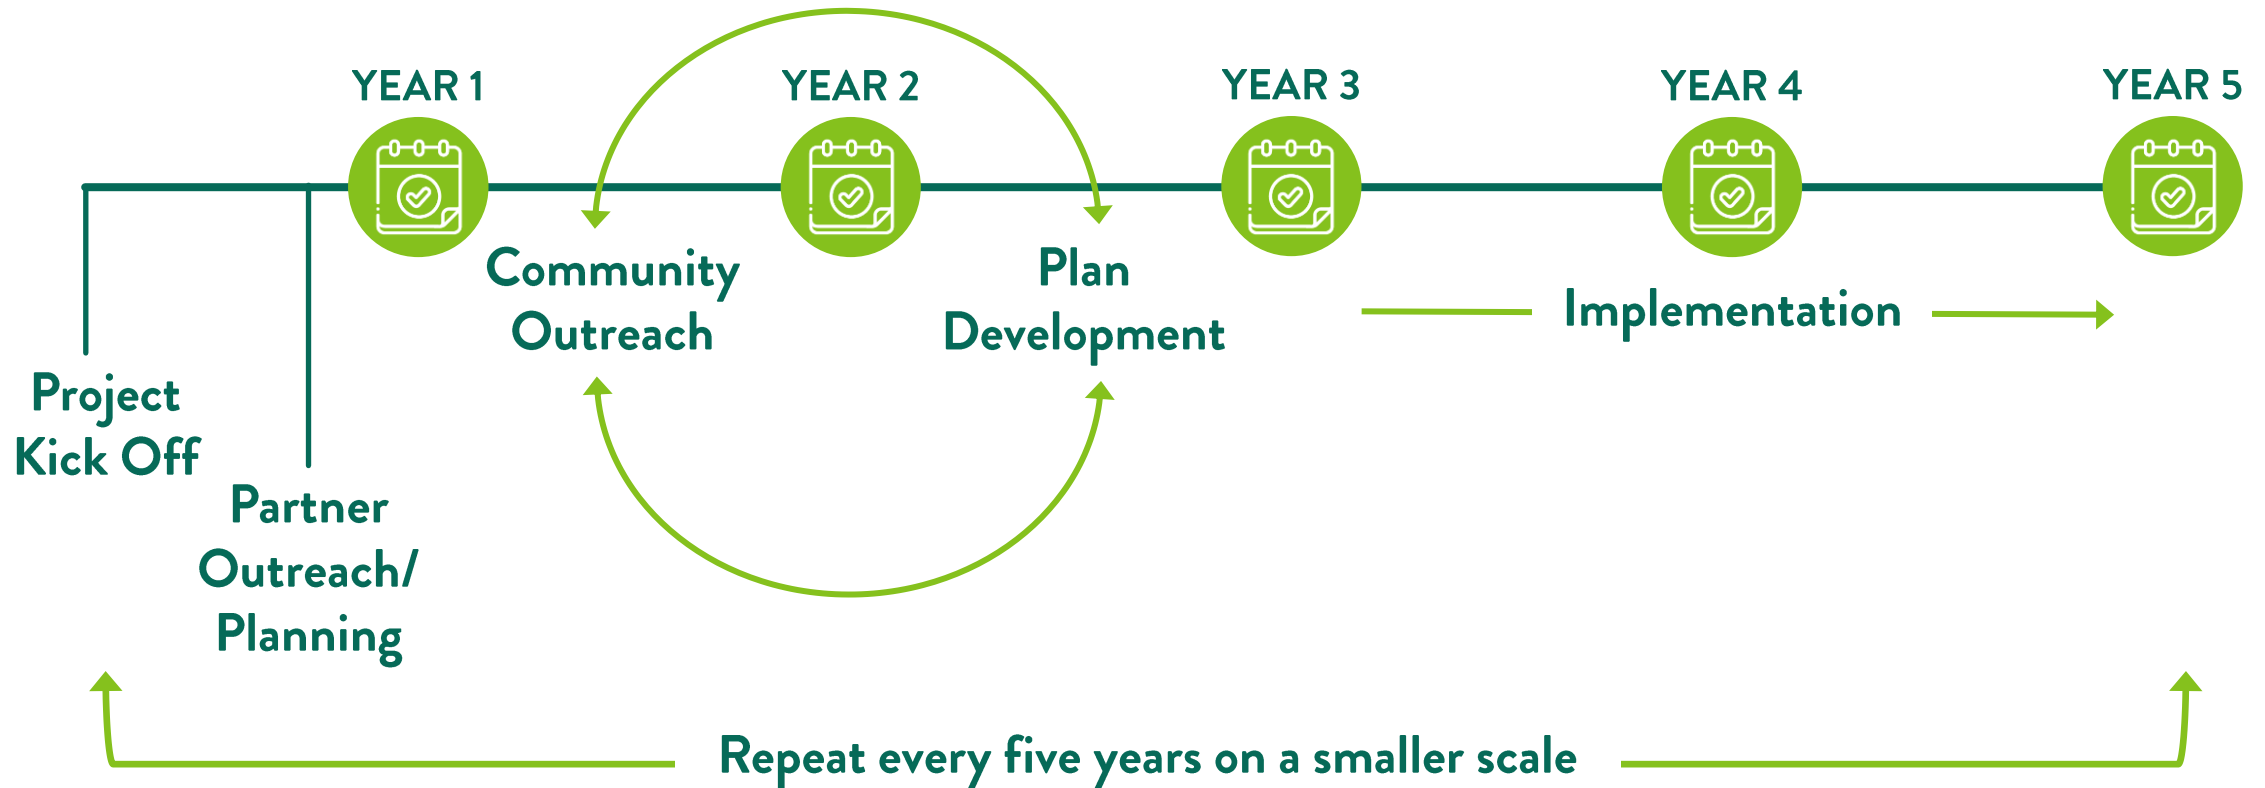 YEAR 1
YEAR 2
YEAR 3
YEAR 4
YEAR 5
Project
Kick Off
Partner
Outreach/
Planning
Community
Outreach
Plan
Development
Implementation
Repeat every five years on a smaller scale